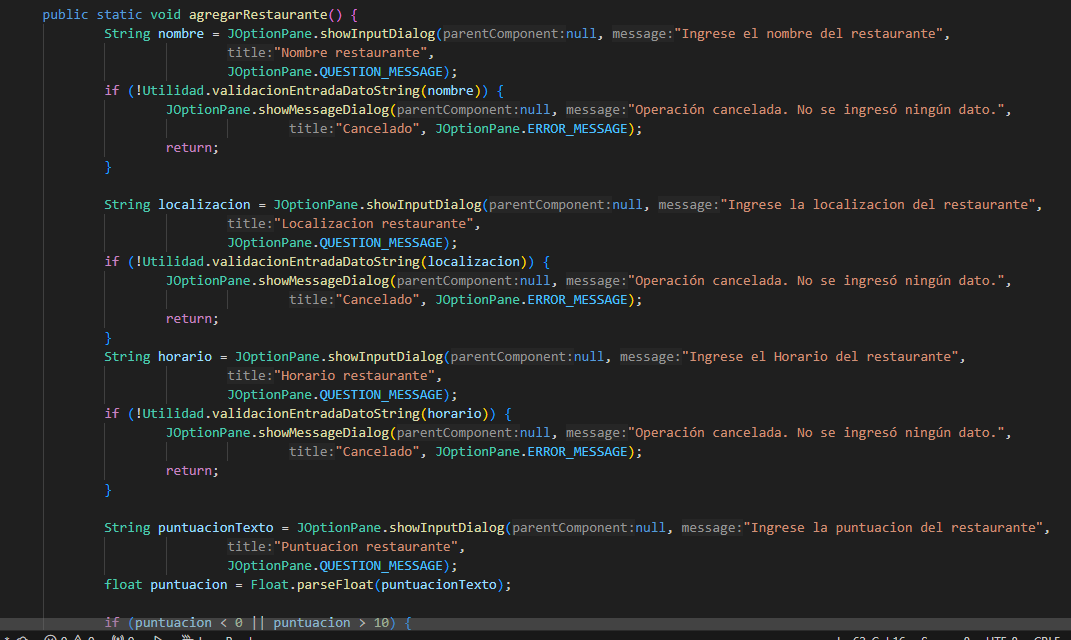 public static void agregarRestaurante() {
String nombre = JOptionPane.showInputDialog(parentComponent:null, message:"Ingrese el nombre del restaurante",
title:"Nombre restaurante",
JOptionPane.QUESTION_MESSAGE);
if (!Utilidad.validacionEntradaDatoString(nombre)) {
JOptionPane.showMessageDialog(parentComponent:null, message:"Operación cancelada. No se ingresó ningún dato.",
title:"Cancelado", JOptionPane.ERROR_MESSAGE);
return;
}
String localizacion = JOptionPane.showInputDialog(parentComponent:null, message:"Ingrese la localizacion del restaurante",
title:"Localizacion restaurante",
JOptionPane.QUESTION_MESSAGE);
if (!Utilidad.validacionEntradaDatoString(localizacion)) {
JOptionPane.showMessageDialog(parentComponent:null, message:"Operación cancelada. No se ingresó ningún dato.",
title:"Cancelado", JOptionPane.ERROR_MESSAGE);
return;
}
String horario = JOptionPane.showInputDialog(parentComponent:null, message:"Ingrese el Horario del restaurante",
title:"Horario restaurante",
JOptionPane.QUESTION_MESSAGE);
if (!Utilidad.validacionEntradaDatoString(horario)) {
JOptionPane.showMessageDialog(parentComponent:null, message:"Operación cancelada. No se ingresó ningún dato.",
title:"Cancelado", JOptionPane.ERROR_MESSAGE);
return;
}
String puntuacionTexto = JOptionPane.showInputDialog(parentComponent:null, message:"Ingrese la puntuacion del restaurante",
title:"Puntuacion restaurante",
JOptionPane.QUESTION_MESSAGE);
float puntuacion = Float.parseFloat(puntuacionTexto);
if (puntuacion < 0 || puntuacion > 10) {